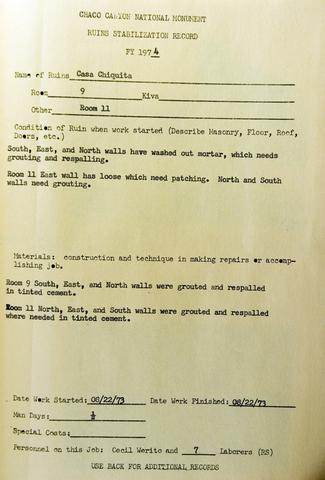 CHACO CANYON NATIONAL MONUMENT
RUINS STABILIZATION RECORD
FY 1974
Name of Ruins Casa Chiquita
Room 9 Kiva
Other Room 11
Condition of Ruin when work started (Describe Masonry, Floor, Roof,
Doors, etc.)
South, East, and North walls have washed out mortar, which needs
grouting and respalling.
Room 11 East wall has loose which need patching. North and South
walls need grouting.
Materials: construction and technique in making repairs or accomp-
lishing job.
Room 9 South, East, and North walls were grouted and respalled
in tinted cement.
Room 11 North, East, and South walls were grouted and respalled
where needed in tinted cement.
Date Work Started: 08/22/73 Date Work Finished: 08/22/73
Man Days: ½
Special Costs:
Personnel on this Job: Cecil Werito and 7 Laborers (RS)
USE BACK FOR ADDITIONAL RECORDS